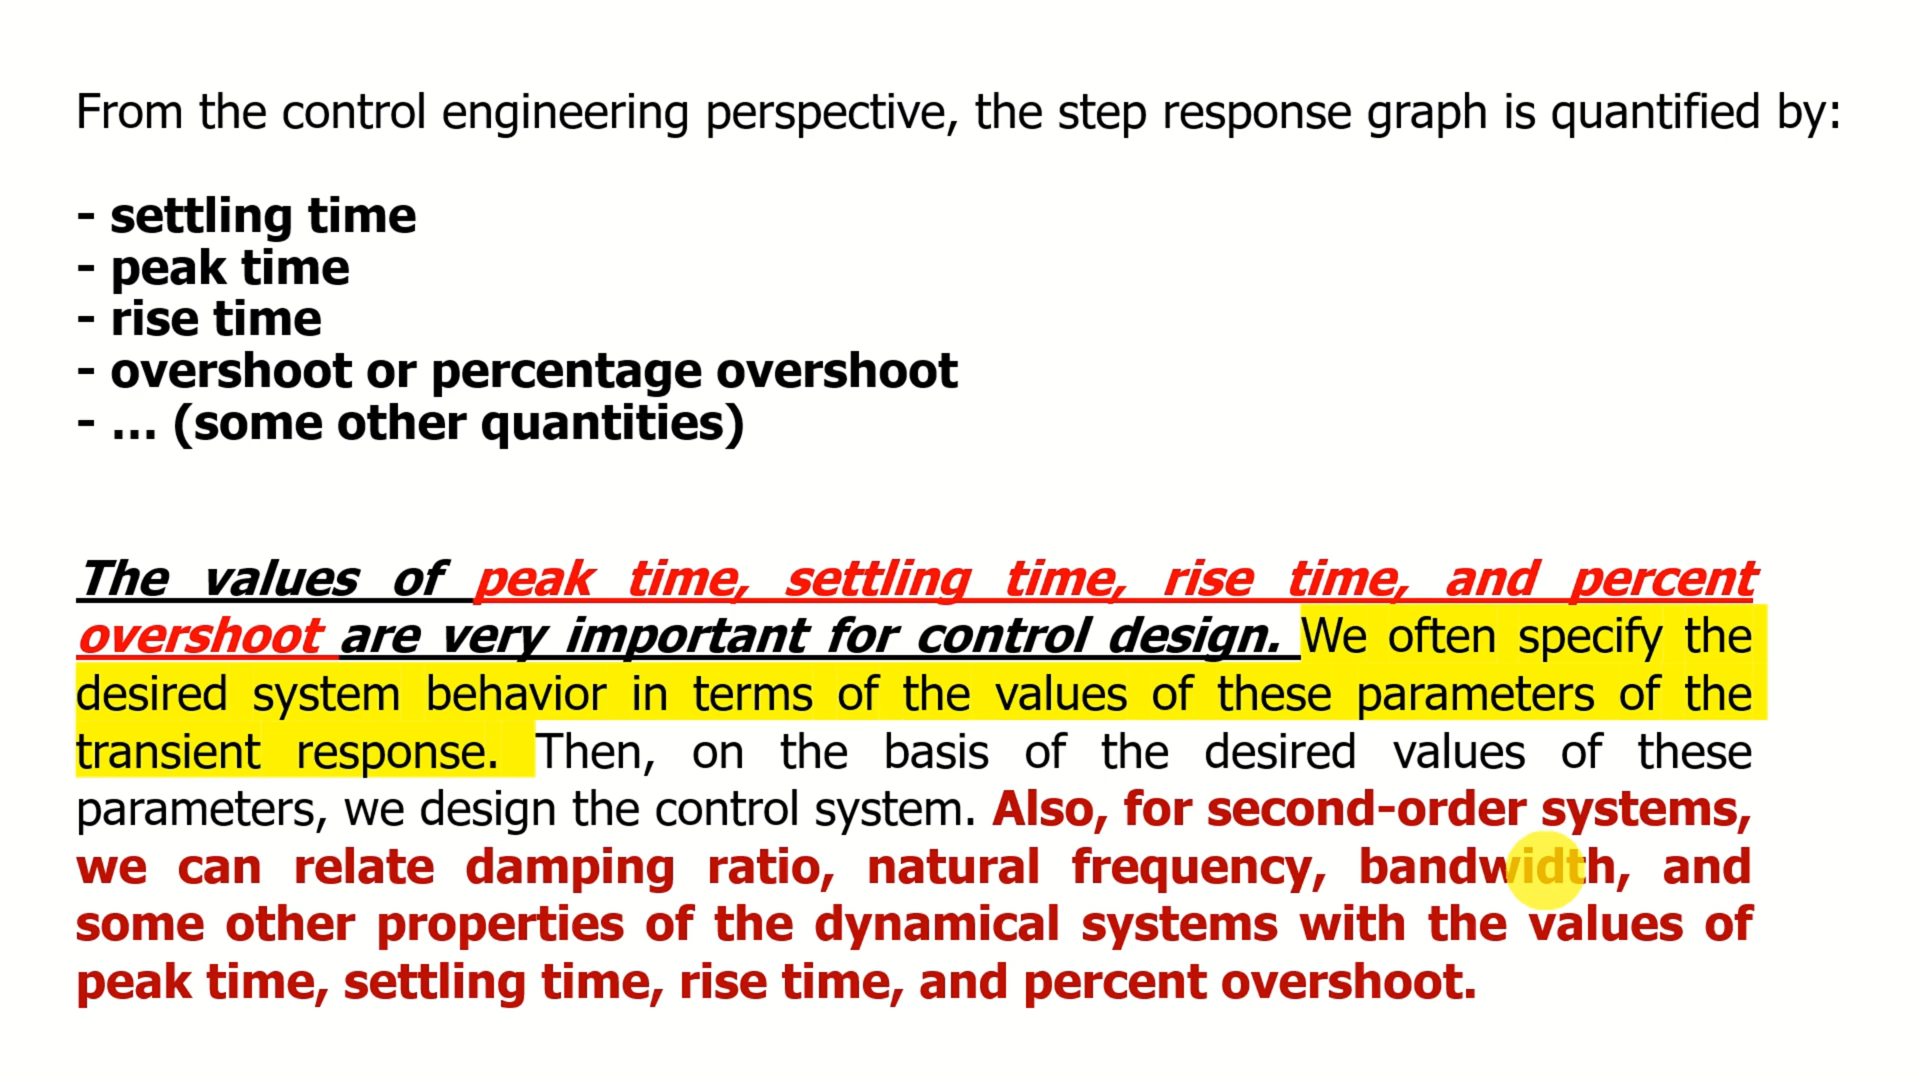 From the control engineering perspective, the step response graph is quantified by:
- settling time
- peak time
- rise time
- overshoot or percentage overshoot
- ... (some other quantities)
The values of peak time, settling time, rise time, and percent
overshoot are very important for control design. We often specify the
desired system behavior in terms of the values of these parameters of the
transient response. Then, on the basis of the desired values of these
parameters, we design the control system. Also, for second-order systems,
we can relate damping ratio, natural frequency, bandwidth, and
some other properties of the dynamical systems with the values of
peak time, settling time, rise time, and percent overshoot.